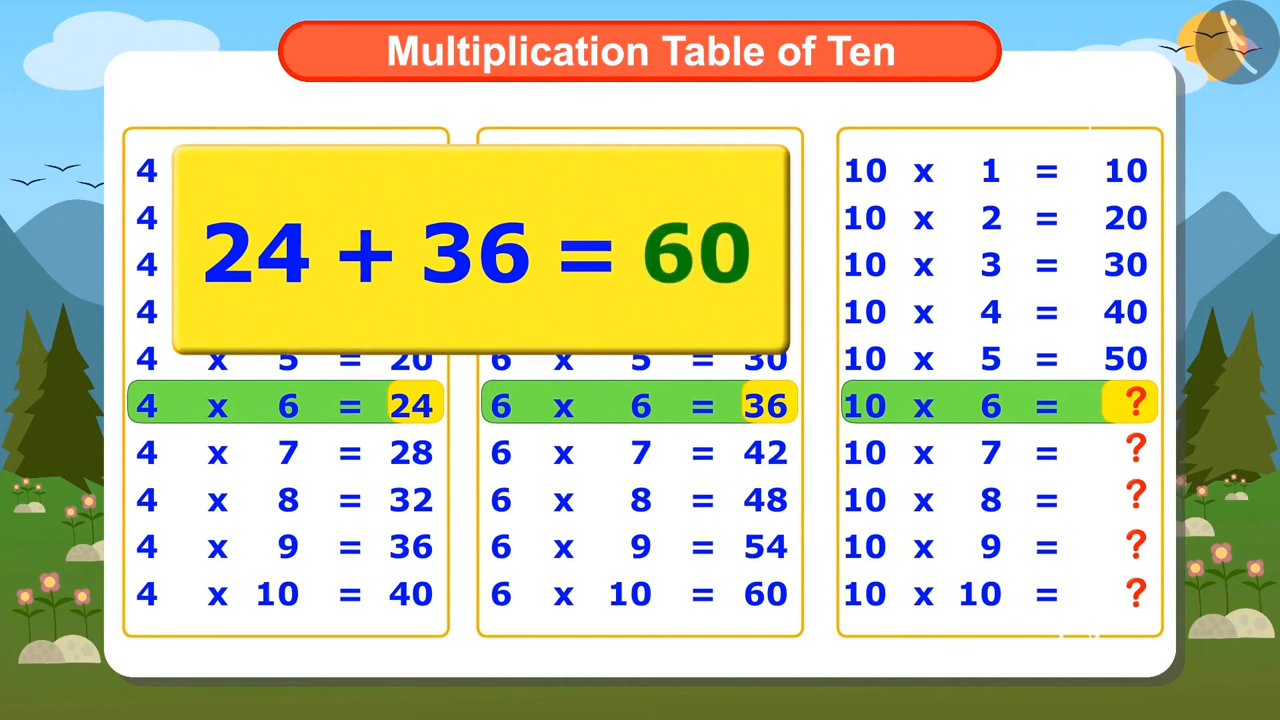 Multiplication Table of Ten
24 + 36 = 60
4
4
4
4
4 x 5 = 20
4 x 6 = 24
4 x 7 = 28
4 x 8 = 32
4 x 9 = 36
4 x 10 = 40
6 x 5 = 30
6 x 6 = 36
6 x 7 = 42
6 x 8 = 48
6 x 9 = 54
6 x 10 = 60
10 x 1 = 10
10 x 2 = 20
10 x 3 = 30
10 x 4 = 40
10 x 5 = 50
10 x 6 = ?
10 x 7 = ?
10 x 8 = ?
10 x 9 = ?
10 x 10 = ?